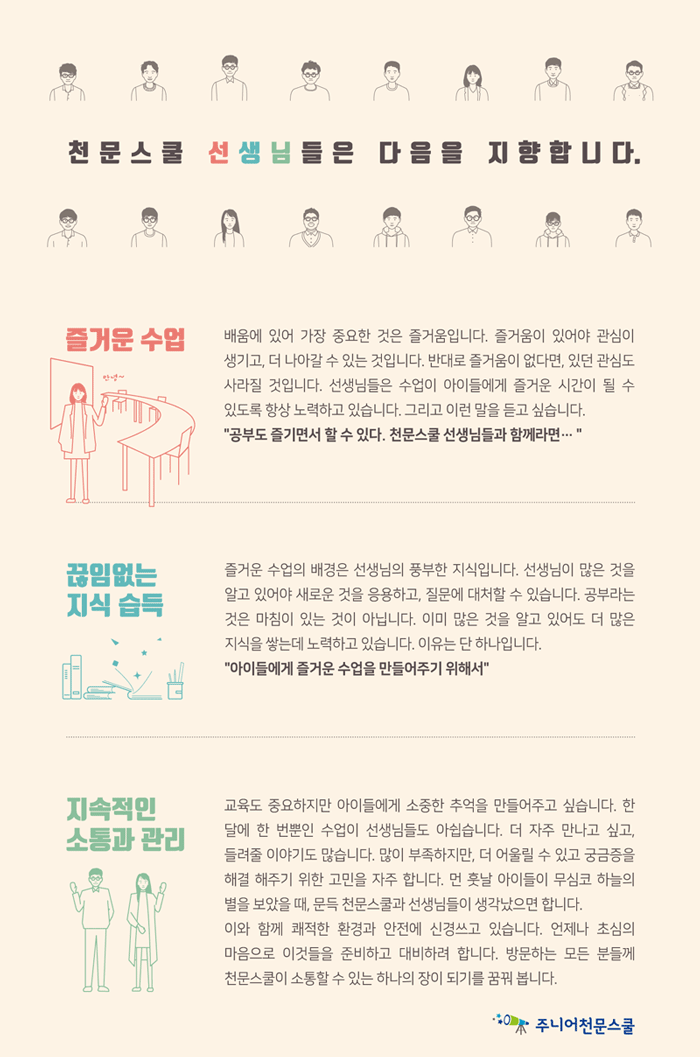 천문스쿨 선생님들은 다음을 지향합니다.
즐거운 수업
안녕~
배움에 있어 가장 중요한 것은 즐거움입니다. 즐거움이 있어야 관심이
생기고, 더 나아갈 수 있는 것입니다. 반대로 즐거움이 없다면, 있던 관심도
사라질 것입니다. 선생님들은 수업이 아이들에게 즐거운 시간이 될 수
있도록 항상 노력하고 있습니다. 그리고 이런 말을 듣고 싶습니다.
"공부도 즐기면서 할 수 있다. 천문스쿨 선생님들과 함께라면… "
끊임없는
지식 습득
즐거운 수업의 배경은 선생님의 풍부한 지식입니다. 선생님이 많은 것을
알고 있어야 새로운 것을 응용하고, 질문에 대처할 수 있습니다. 공부라는
것은 마침이 있는 것이 아닙니다. 이미 많은 것을 알고 있어도 더 많은
지식을 쌓는데 노력하고 있습니다. 이유는 단 하나입니다.
"아이들에게 즐거운 수업을 만들어주기 위해서"
지속적인
소통과 관리
교육도 중요하지만 아이들에게 소중한 추억을 만들어주고 싶습니다. 한
달에 한 번뿐인 수업이 선생님들도 아쉽습니다. 더 자주 만나고 싶고,
들려줄 이야기도 많습니다. 많이 부족하지만, 더 어울릴 수 있고 궁금증을
해결 해주기 위한 고민을 자주 합니다. 먼 훗날 아이들이 무심코 하늘의
별을 보았을 때, 문득 천문스쿨과 선생님들이 생각났으면 합니다.
이와 함께 쾌적한 환경과 안전에 신경쓰고 있습니다. 언제나 초심의
마음으로 이것들을 준비하고 대비하려 합니다. 방문하는 모든 분들께
천문스쿨이 소통할 수 있는 하나의 장이 되기를 꿈꿔 봅니다.
주니어천문스쿨